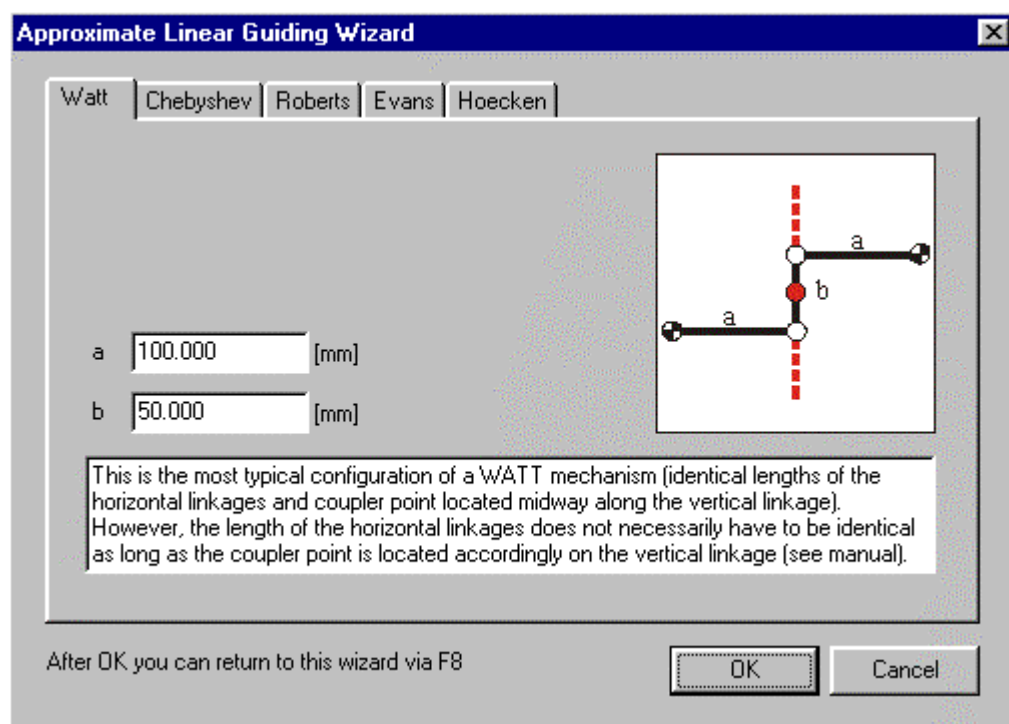 Approximate Linear Guiding Wizard
Watt Chebyshev Roberts Evans Hoecken
a
b
a
a 100.000 [mm]
b 50.000 [mm]
This is the most typical configuration of a WATT mechanism (identical lengths of the
horizontal linkages and coupler point located midway along the vertical linkage).
However, the length of the horizontal linkages does not necessarily have to be identical
as long as the coupler point is located accordingly on the vertical linkage (see manual).
After OK you can return to this wizard via F8
OK Cancel